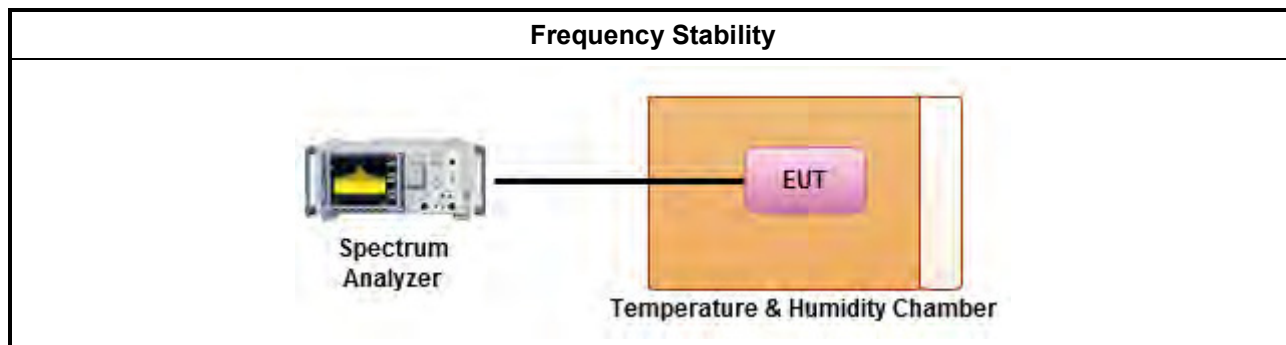 Frequency Stability
EUT
Spectrum
Analyzer
Temperature & Humidity Chamber